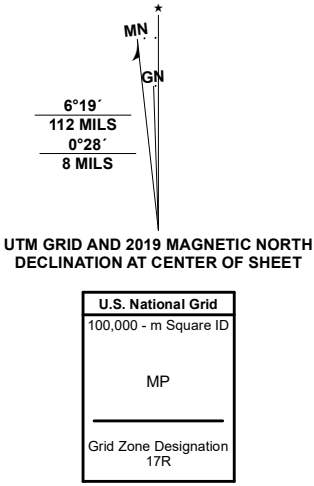 ★
MN
GN
6°19´
112 MILS
0°28´
8 MILS
UTM GRID AND 2019 MAGNETIC NORTH
DECLINATION AT CENTER OF SHEET
U.S. National Grid
100,000 - m Square ID
MP
Grid Zone Designation
17R